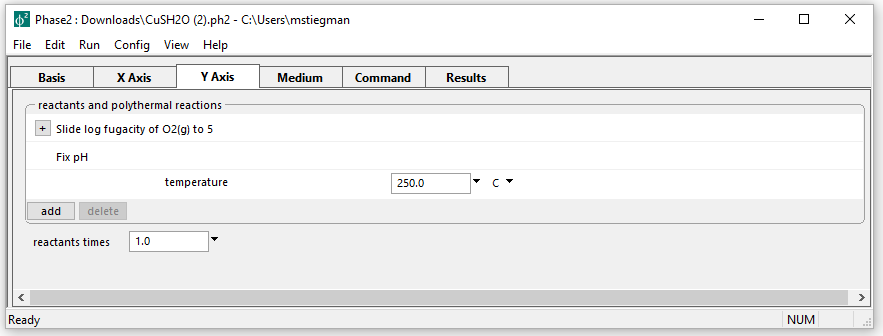 Phase2 : Downloads\CuSH2O (2).ph2 - C:\Users\mstiegman
File Edit Run Config View Help
Basis X Axis Y Axis Medium Command Results
reactants and polythermal reactions
+ Slide log fugacity of O2(g) to 5
Fix pH
temperature 250.0 C
add delete
reactants times 1.0
Ready NUM